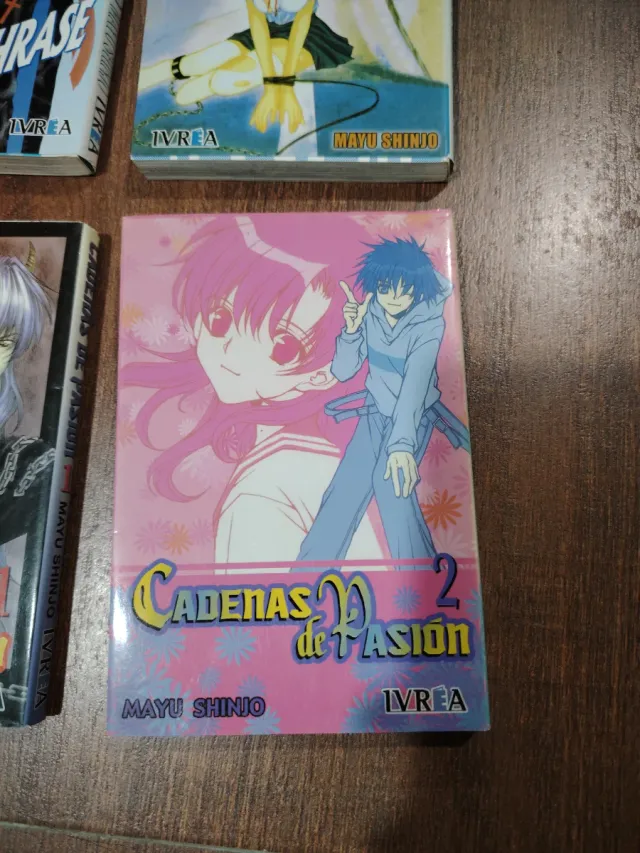 HRASE
IVREA
IVREA
MAYU SHINJO
CADENAS DE PASIÓN
MAYU SHINJO
IVREA
2
CADENAS
de PASIÓN
MAYU SHINJO
IVREA